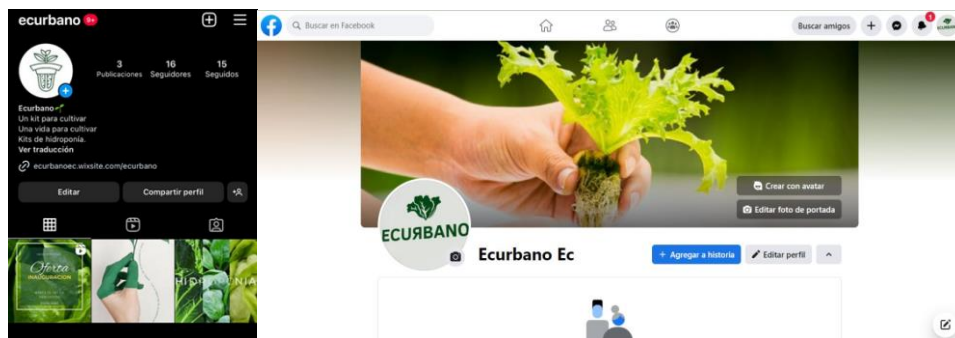 ecurbano 9+
3 16 15
Publicaciones Seguidores Seguidos
Ecurbano
Un kit para cultivar
Una vida para cultivar
Kits de hidroponía.
Ver traducción
ecurbanoec.wixsite.com/ecurbano
Editar Compartir perfil
Oferta
INAUGURACIÓN
HIDROPONIA
Buscar en Facebook
Buscar amigos
1
Crear con avatar
Editar foto de portada
ECURBANO
Ecurbano Ec
+ Agregar a historia
Editar perfil